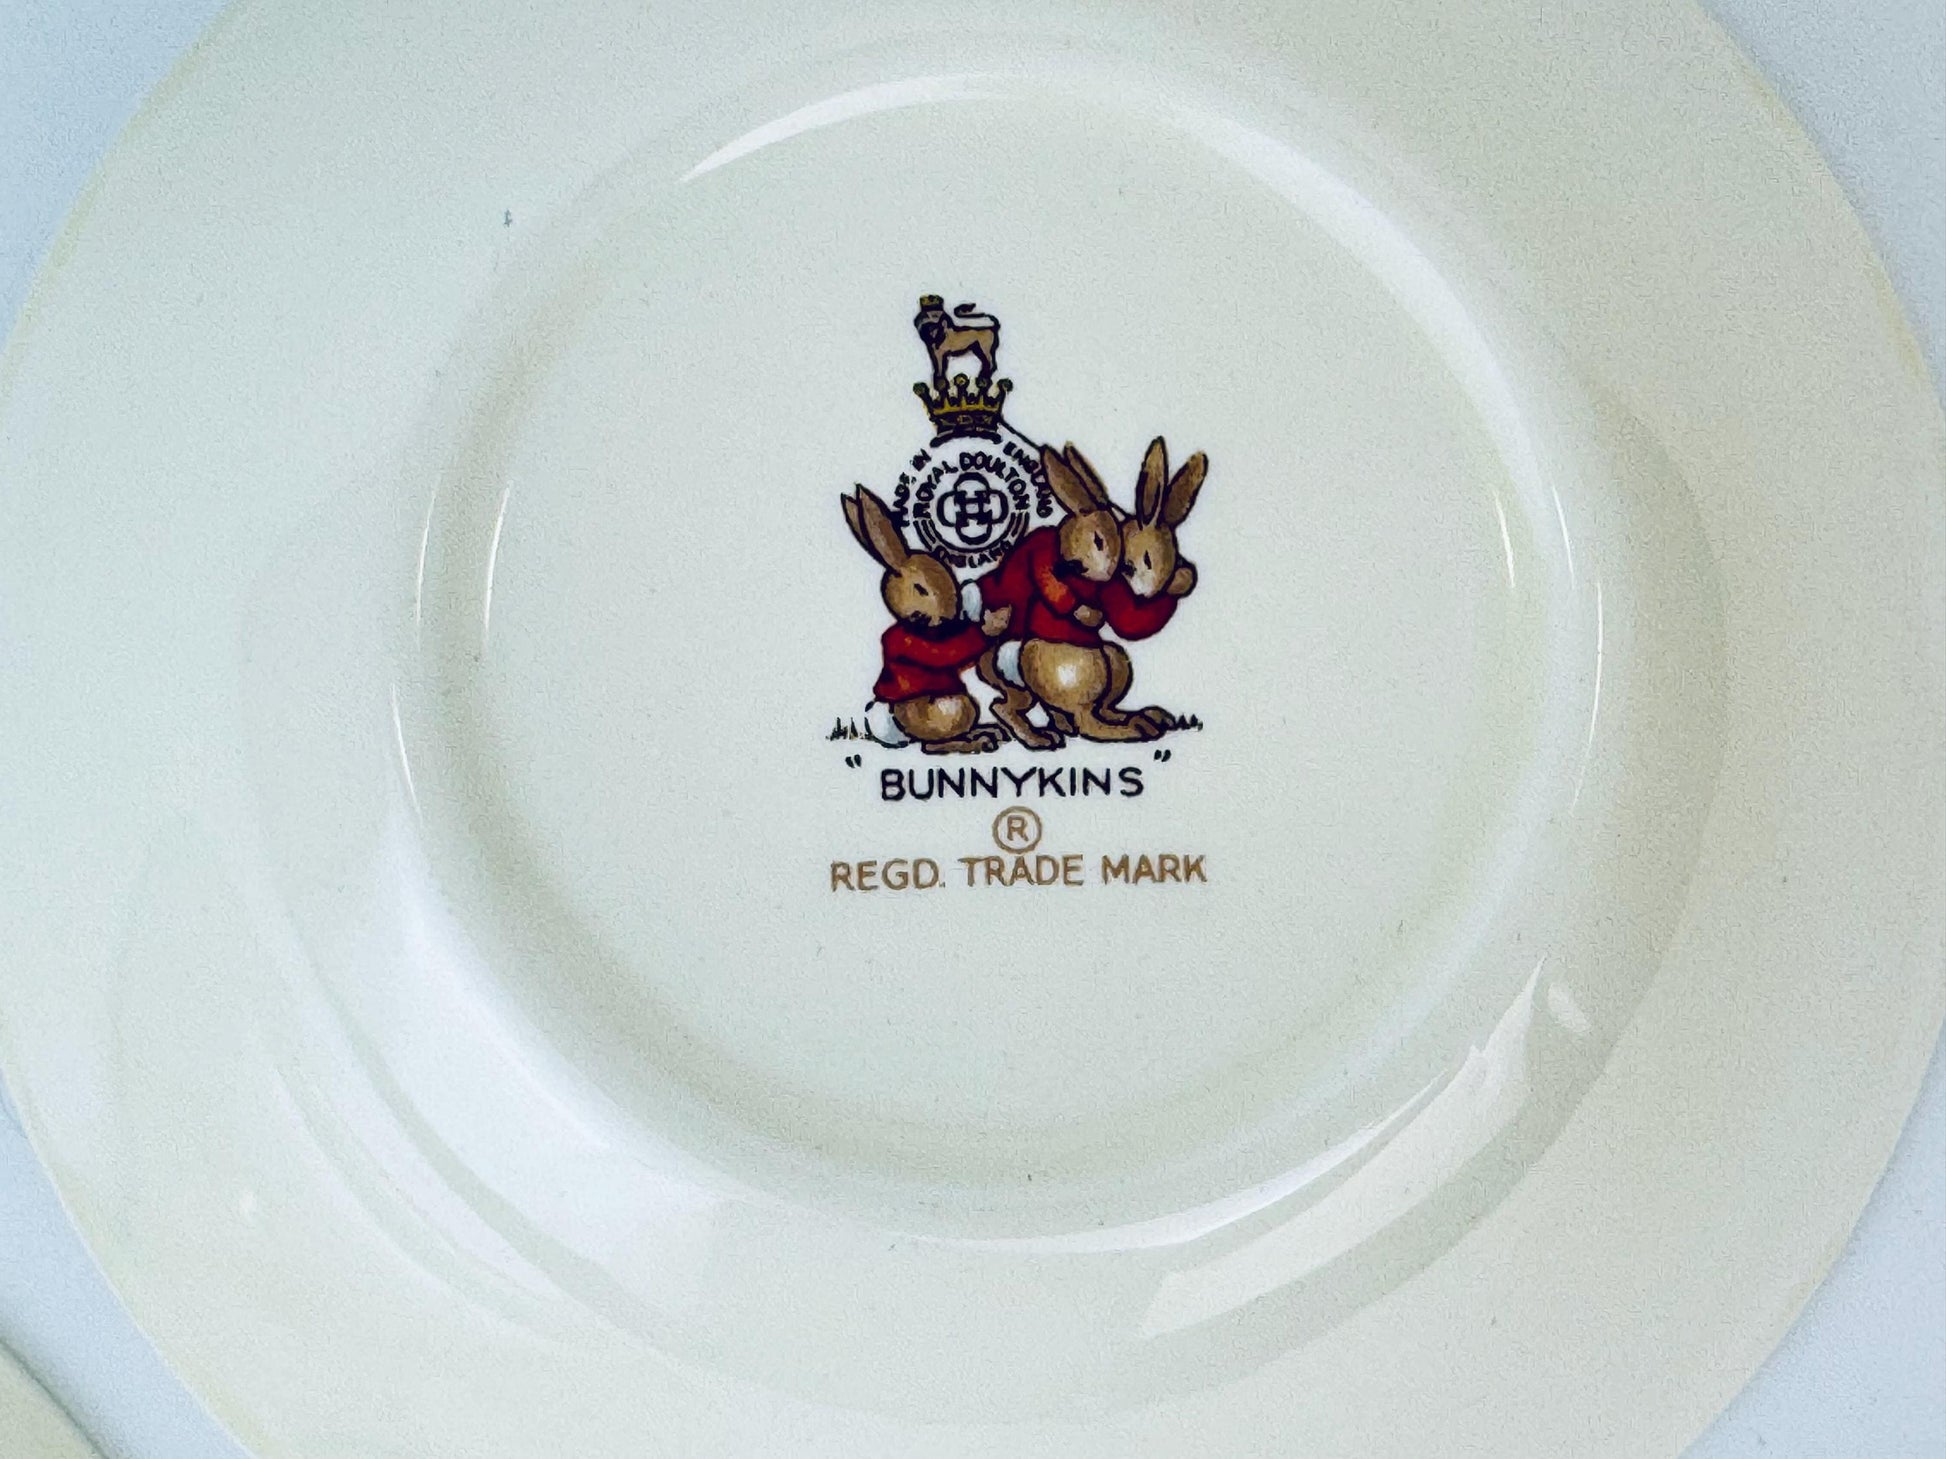 MADE IN ENGLAND
ROYAL DOULTON
ENGLAND
" BUNNYKINS "
®
REGD. TRADE MARK